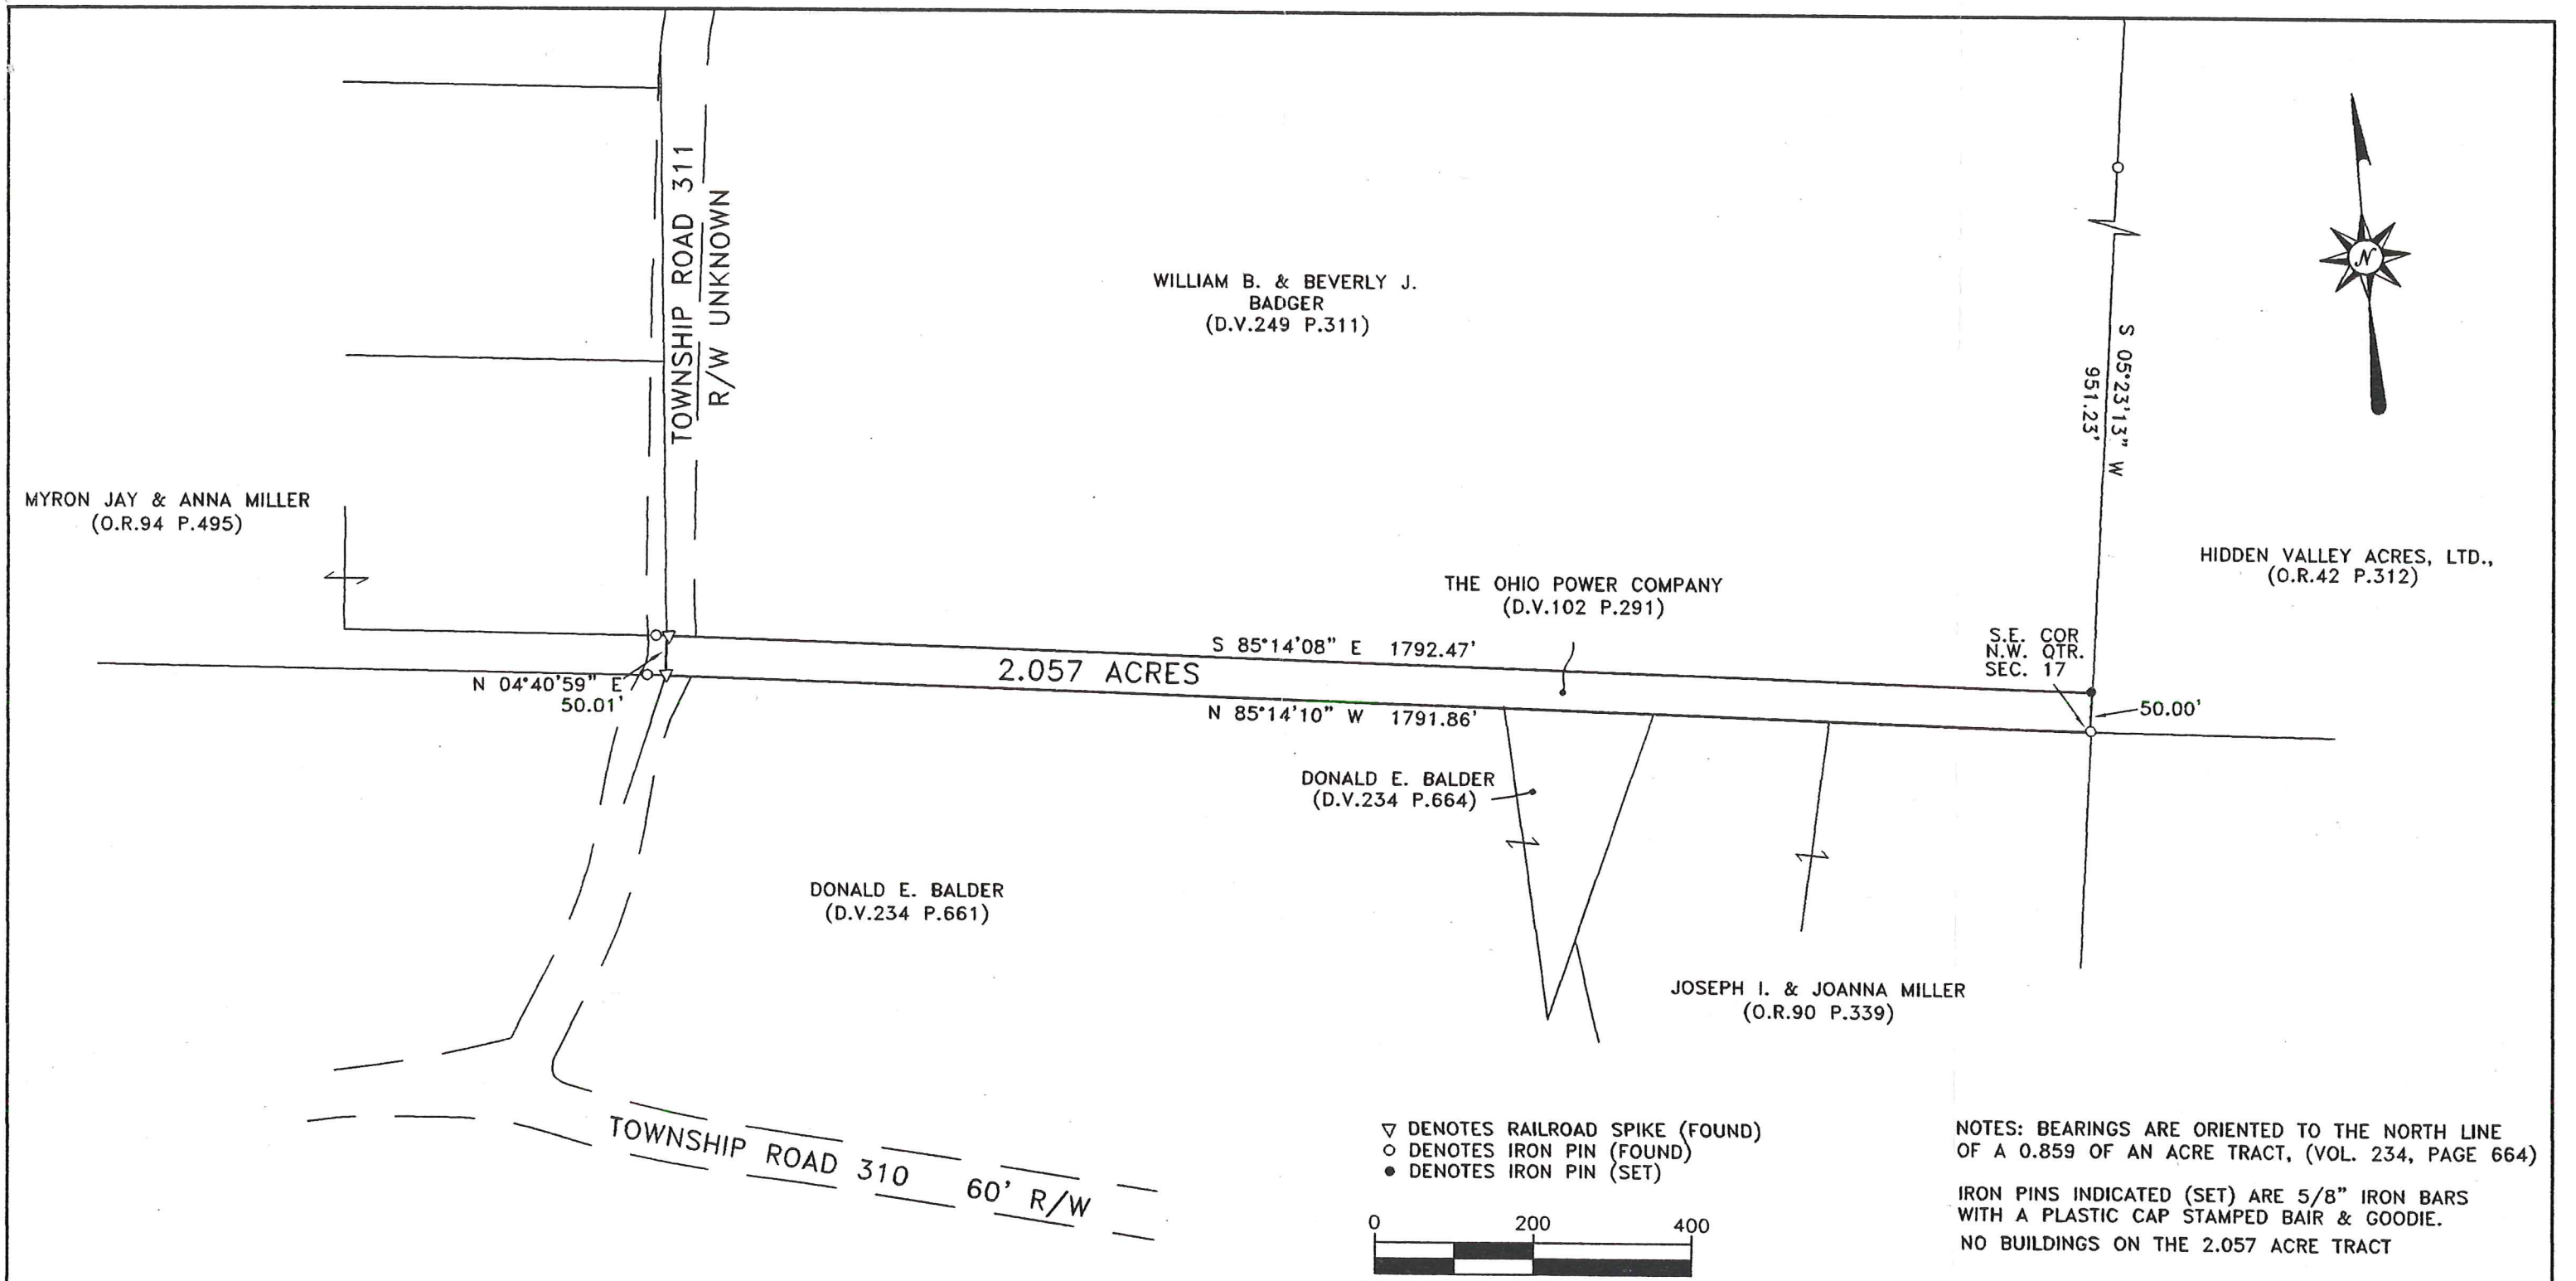 TOWNSHIP ROAD 311
R/W UNKNOWN
WILLIAM B. & BEVERLY J.
BADGER
(D.V.249 P.311)
N
S 05°23'13" W
951.23'
MYRON JAY & ANNA MILLER
(O.R.94 P.495)
HIDDEN VALLEY ACRES, LTD.,
(O.R.42 P.312)
THE OHIO POWER COMPANY
(D.V.102 P.291)
S 85°14'08" E 1792.47'
S.E. COR
N.W. QTR.
SEC. 17
2.057 ACRES
N 04°40'59" E
50.01'
N 85°14'10" W 1791.86'
50.00'
DONALD E. BALDER
(D.V.234 P.664)
DONALD E. BALDER
(D.V.234 P.661)
JOSEPH I. & JOANNA MILLER
(O.R.90 P.339)
TOWNSHIP ROAD 310 60' R/W
▽ DENOTES RAILROAD SPIKE (FOUND)
○ DENOTES IRON PIN (FOUND)
● DENOTES IRON PIN (SET)
0 200 400
NOTES: BEARINGS ARE ORIENTED TO THE NORTH LINE
OF A 0.859 OF AN ACRE TRACT, (VOL. 234, PAGE 664)
IRON PINS INDICATED (SET) ARE 5/8" IRON BARS
WITH A PLASTIC CAP STAMPED BAIR & GOODIE.
NO BUILDINGS ON THE 2.057 ACRE TRACT